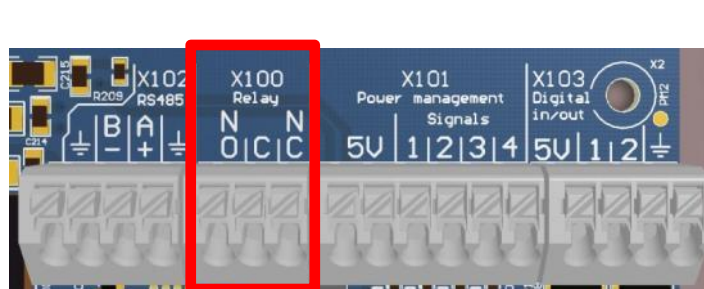 C215
R209
C214
X102
RS485
B A
- +
X100
Relay
N N
O|C|C
X101
Power management
Signals
5V 1|2|3|4
X103
Digital
in/out
5V 1|2
X2
PM2